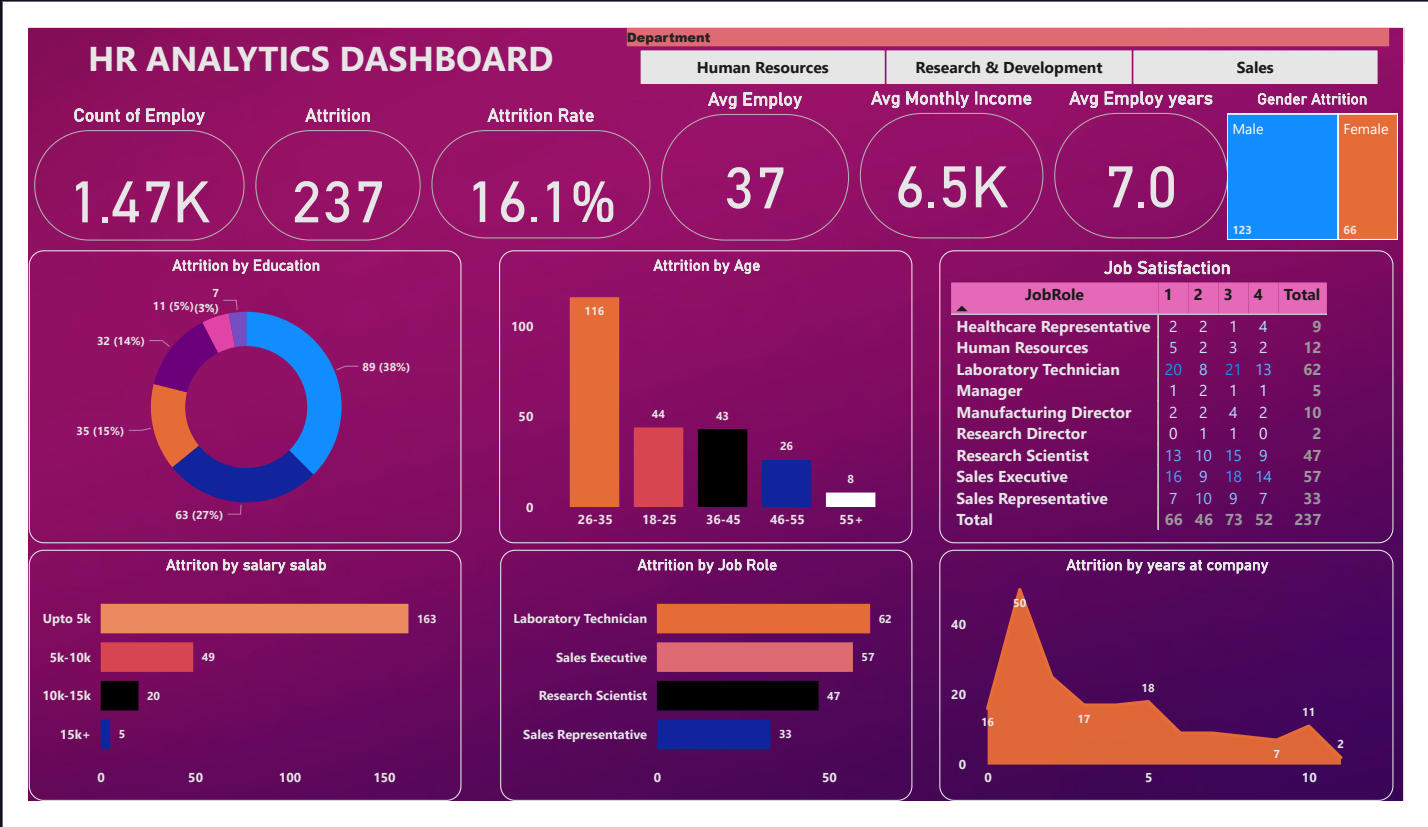 HR ANALYTICS DASHBOARD
Department
Human Resources Research & Development Sales
Count of Employ
1.47K
Attrition
237
Attrition Rate
16.1%
Avg Employ
37
Avg Monthly Income
6.5K
Avg Employ years
7.0
Gender Attrition
Male Female
123 66
Attrition by Education
7
11 (5%) (3%)
32 (14%)
89 (38%)
35 (15%)
63 (27%)
Attrition by Age
116
100
44 43
50
26
8
0
26-35 18-25 36-45 46-55 55+
Job Satisfaction
JobRole 1 2 3 4 Total
Healthcare Representative 2 2 1 4 9
Human Resources 5 2 3 2 12
Laboratory Technician 20 8 21 13 62
Manager 1 2 1 1 5
Manufacturing Director 2 2 4 2 10
Research Director 0 1 1 0 2
Research Scientist 13 10 15 9 47
Sales Executive 16 9 18 14 57
Sales Representative 7 10 9 7 33
Total 66 46 73 52 237
Attriton by salary salab
Upto 5k 163
5k-10k 49
10k-15k 20
15k+ 5
0 50 100 150
Attrition by Job Role
Laboratory Technician 62
Sales Executive 57
Research Scientist 47
Sales Representative 33
0 50
Attrition by years at company
50
40
20
18
16
17
11
7
2
0
0 5 10